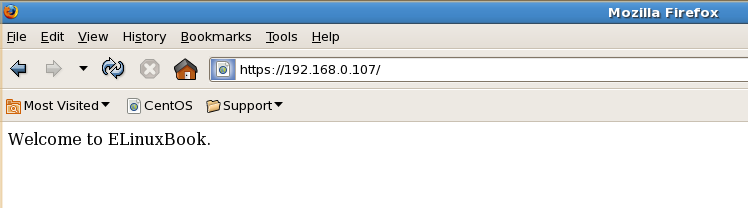 Mozilla Firefox
File Edit View History Bookmarks Tools Help
https://192.168.0.107/
Most Visited CentOS Support
Welcome to ELinuxBook.